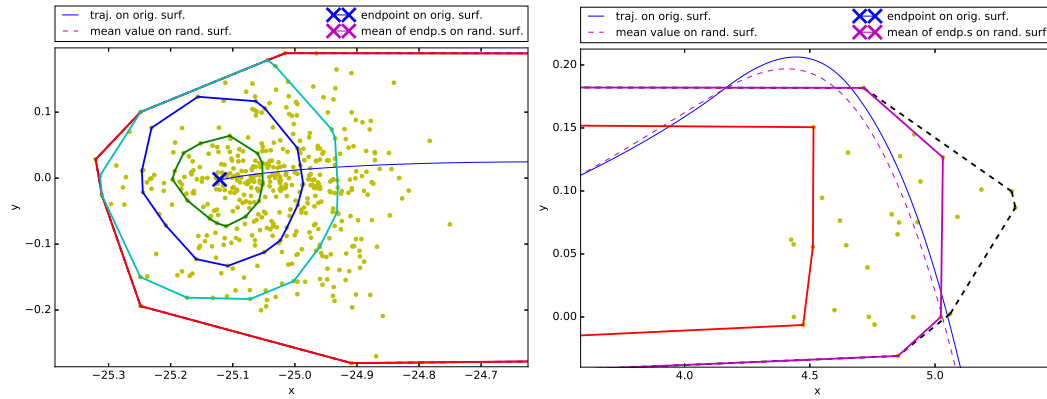 traj. on orig. surf.
mean value on rand. surf.
endpoint on orig. surf.
mean of endp.s on rand. surf.
0.1
0.0
−0.1
−0.2
y
−25.3
−25.2
−25.1
−25.0
−24.9
−24.8
−24.7
x
traj. on orig. surf.
mean value on rand. surf.
endpoint on orig. surf.
mean of endp.s on rand. surf
0.20
0.15
0.10
0.05
0.00
y
4.0
4.5
5.0
x